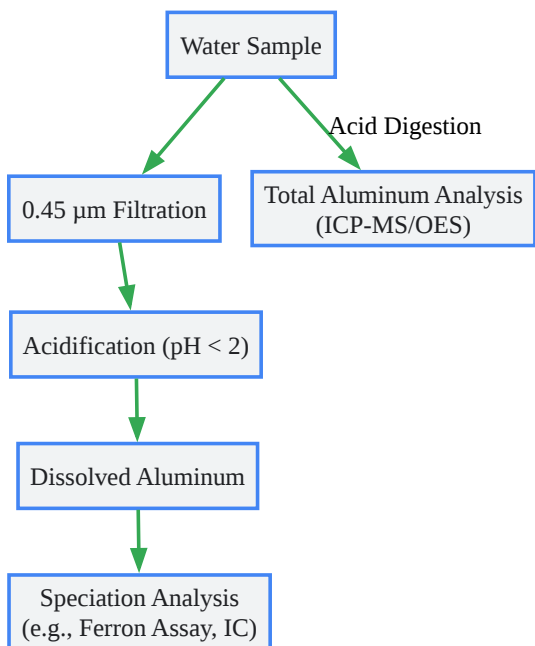 Water Sample
Acid Digestion
0.45 µm Filtration
Total Aluminum Analysis
(ICP-MS/OES)
Acidification (pH < 2)
Dissolved Aluminum
Speciation Analysis
(e.g., Ferron Assay, IC)